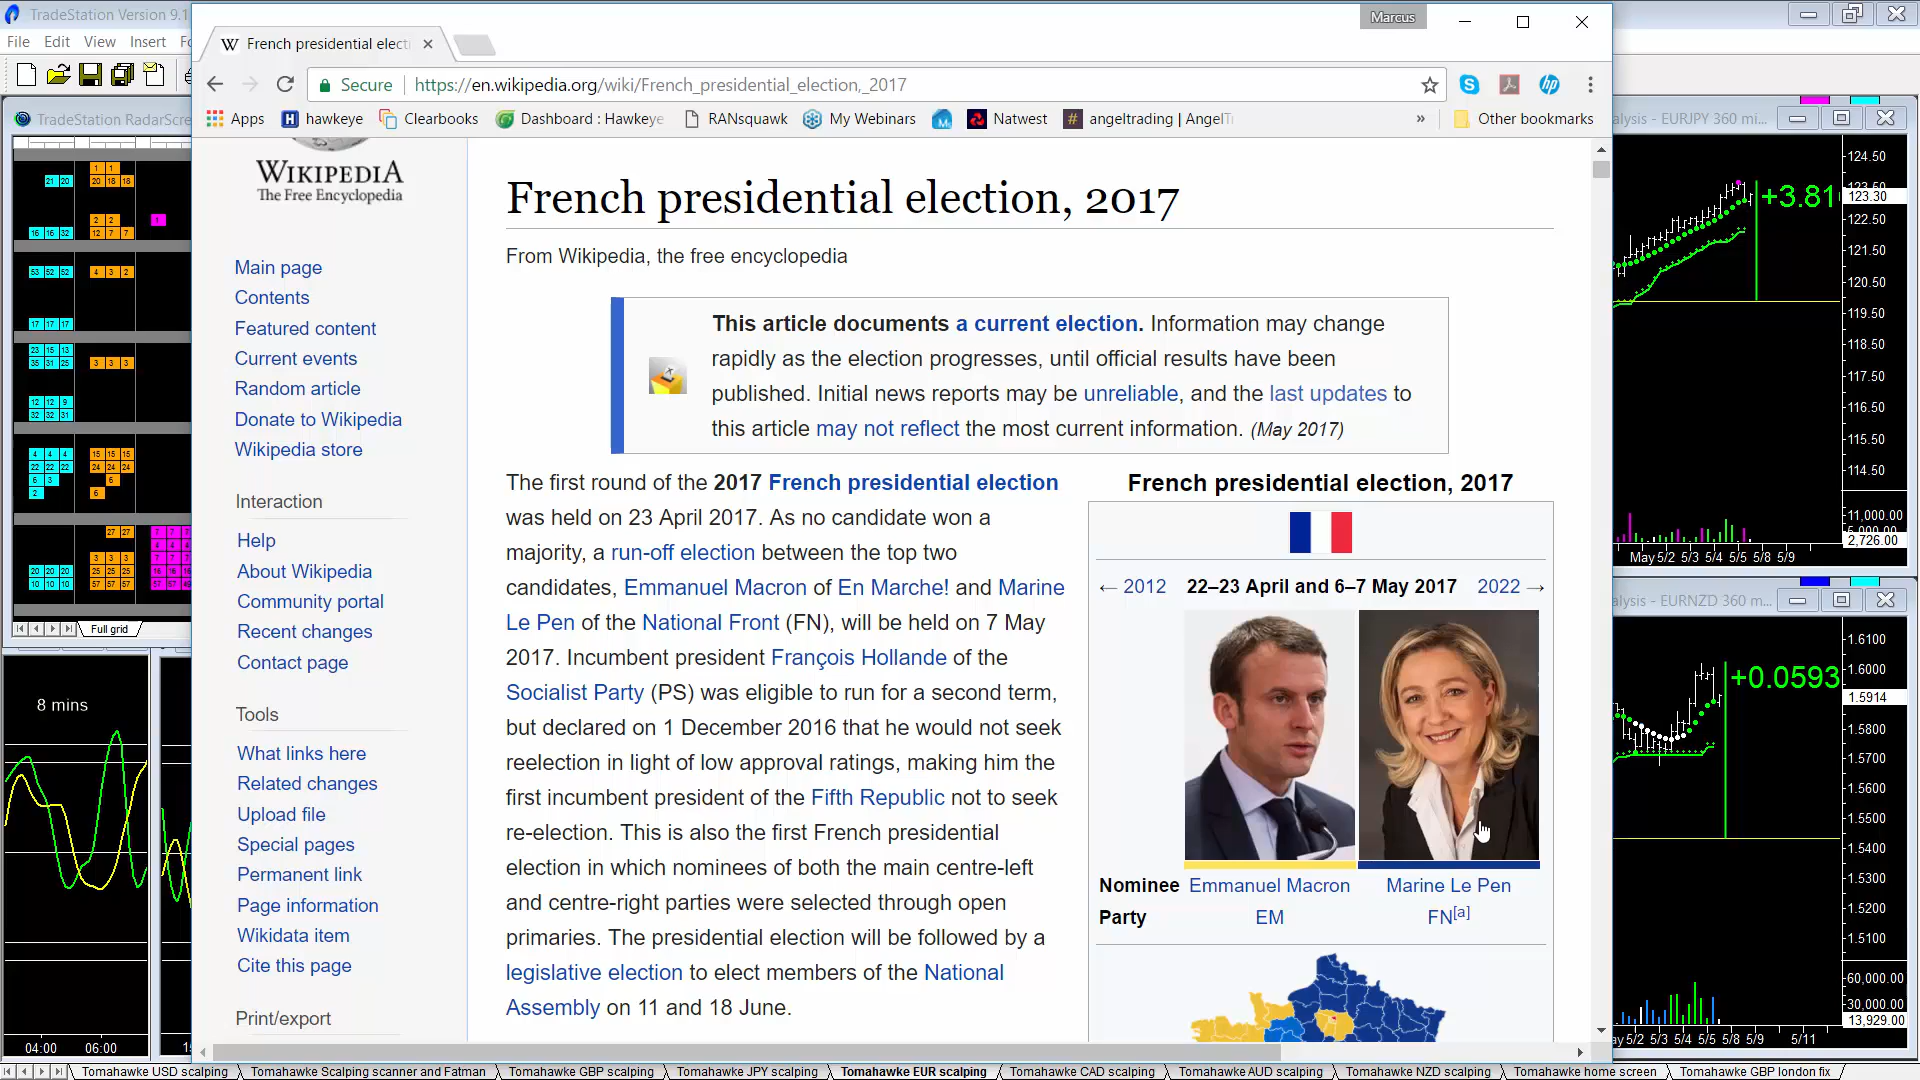 TradeStation Version 9.1
Marcus
French presidential electi
File Edit View Insert Fo
Secure https://en.wikipedia.org/wiki/French_presidential_election,_2017
Apps hawkeye Clearbooks Dashboard : Hawkeye RANsquawk My Webinars Natwest angeltrading | AngelTr » Other bookmarks
TradeStation RadarScre
alysis - EURJPY 360 mi...
WIKIPEDIA
The Free Encyclopedia
Main page
Contents
Featured content
Current events
Random article
Donate to Wikipedia
Wikipedia store
Interaction
Help
About Wikipedia
Community portal
Recent changes
Contact page
Tools
What links here
Related changes
Upload file
Special pages
Permanent link
Page information
Wikidata item
Cite this page
Print/export
French presidential election, 2017
From Wikipedia, the free encyclopedia
This article documents a current election. Information may change
rapidly as the election progresses, until official results have been
published. Initial news reports may be unreliable, and the last updates to
this article may not reflect the most current information. (May 2017)
The first round of the 2017 French presidential election
was held on 23 April 2017. As no candidate won a
majority, a run-off election between the top two
candidates, Emmanuel Macron of En Marche! and Marine
Le Pen of the National Front (FN), will be held on 7 May
2017. Incumbent president François Hollande of the
Socialist Party (PS) was eligible to run for a second term,
but declared on 1 December 2016 that he would not seek
reelection in light of low approval ratings, making him the
first incumbent president of the Fifth Republic not to seek
re-election. This is also the first French presidential
election in which nominees of both the main centre-left
and centre-right parties were selected through open
primaries. The presidential election will be followed by a
legislative election to elect members of the National
Assembly on 11 and 18 June.
French presidential election, 2017
← 2012 22–23 April and 6–7 May 2017 2022 →
Nominee Emmanuel Macron Marine Le Pen
Party EM FN[a]
124.50
+3.81
123.30
122.50
121.50
120.50
119.50
118.50
117.50
116.50
115.50
114.50
11,000.00
2,726.00
May 5/2 5/3 5/4 5/5 5/8 5/9
alysis - EURNZD 360 m...
1.6100
1.6000
+0.0593
1.5914
1.5800
1.5700
1.5600
1.5500
1.5400
1.5300
1.5200
1.5100
60,000.00
30,000.00
13,929.00
ay 5/2 5/3 5/4 5/5 5/8 5/9 5/11
Full grid
8 mins
04:00 06:00
Tomahawke USD scalping Tomahawke Scalping scanner and Fatman Tomahawke GBP scalping Tomahawke JPY scalping Tomahawke EUR scalping Tomahawke CAD scalping Tomahawke AUD scalping Tomahawke NZD scalping Tomahawke home screen Tomahawke GBP london fix